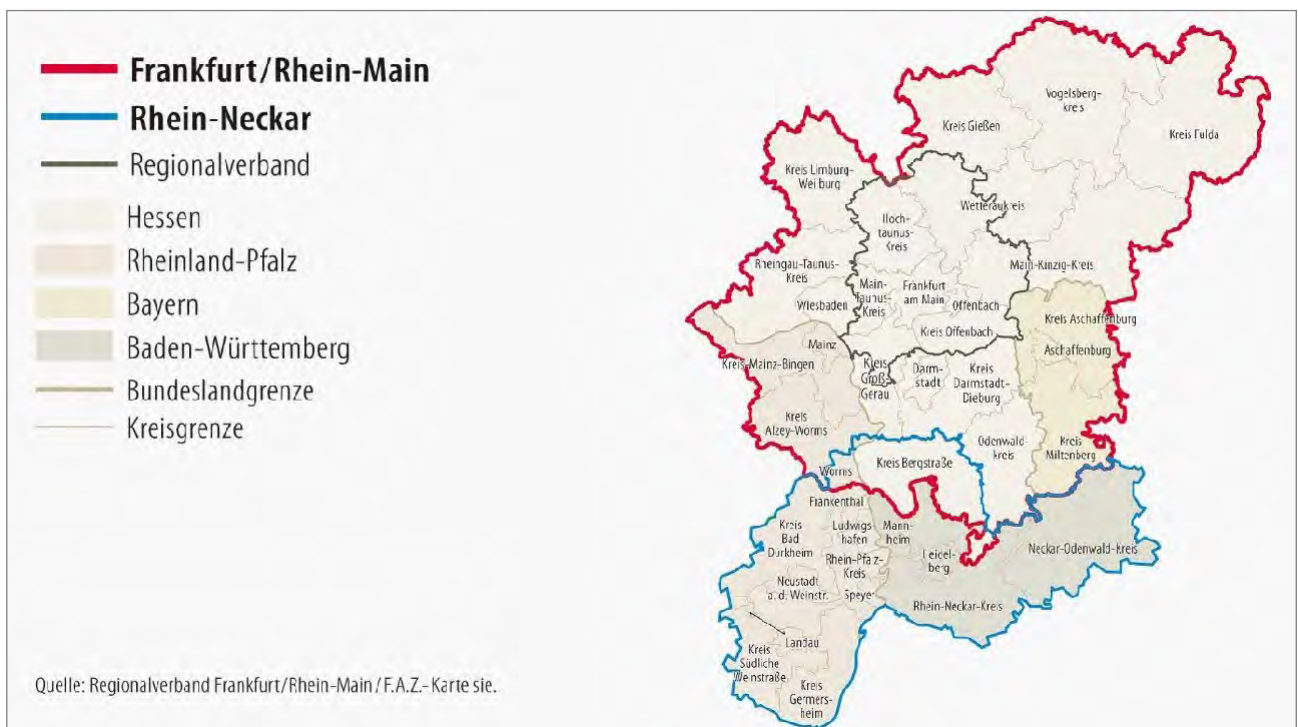 Frankfurt/Rhein-Main
Rhein-Neckar
Regionalverband
Hessen
Rheinland-Pfalz
Bayern
Baden-Württemberg
Bundeslandgrenze
Kreisgrenze
Quelle: Regionalverband Frankfurt/Rhein-Main/F.A.Z.-Karte sie.
Vogelsberg-
kreis
Kreis Gießen
Kreis Fulda
Kreis Limburg-
Weilburg
Hoch-
taunus-
Kreis
Wetteraukreis
Rheingau-Taunus-
Kreis
Main-Kinzig-Kreis
Main-
Taunus-
Kreis
Frankfurt
am Main
Wiesbaden
Offenbach
Kreis Aschaffenburg
Kreis Offenbach
Mainz
Aschaffenburg
Kreis-Mainz-Bingen
Kreis
Groß-
Gerau
Darm-
stadt
Kreis
Darmstadt-
Dieburg
Kreis
Alzey-Worms
Odenwald
kreis
Kreis
Miltenberg
Worms
Kreis Bergstraße
Frankenthal
Kreis
Bad
Dürkheim
Ludwigs
hafen
Mann-
heim
Heidel-
berg
Neckar-Odenwald-Kreis
Rhein-Pfalz-
Kreis
Neustadt
a. d. Weinstr.
Speyer
Rhein-Neckar-Kreis
Landau
Kreis
Südliche
Weinstraße
Kreis
Germers-
heim